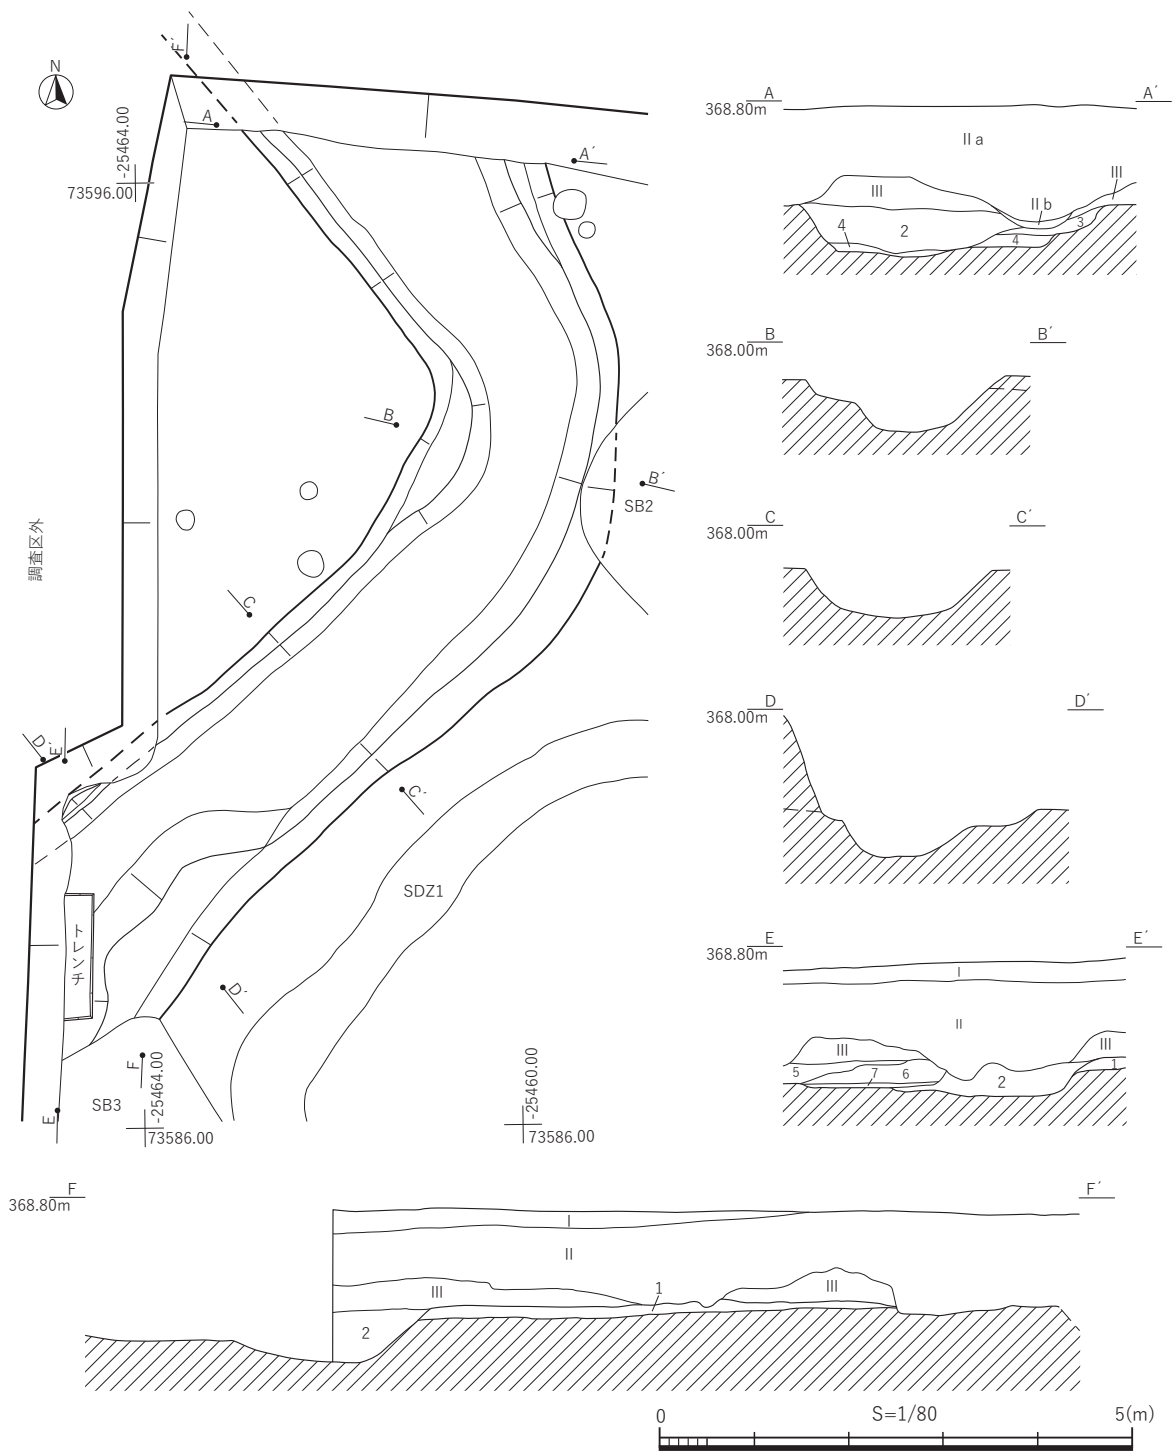 N
F´
A
A´
-25464.00
73596.00
B
B´
SB2
調査区外
C
D´
E´
C´
SDZ1
トレンチ
D´
F
-25464.00
E
SB3
73586.00
-25460.00
73586.00
A
A´
368.80m
Ⅱa
Ⅲ
Ⅲ
Ⅱb
4
2
3
4
B
B´
368.00m
C
C´
368.00m
D
D´
368.00m
E
E´
368.80m
Ⅰ
Ⅱ
Ⅲ
Ⅲ
5
7
6
2
1
F
F´
368.80m
Ⅰ
Ⅱ
Ⅲ
1
Ⅲ
2
0
S=1/80
5(m)